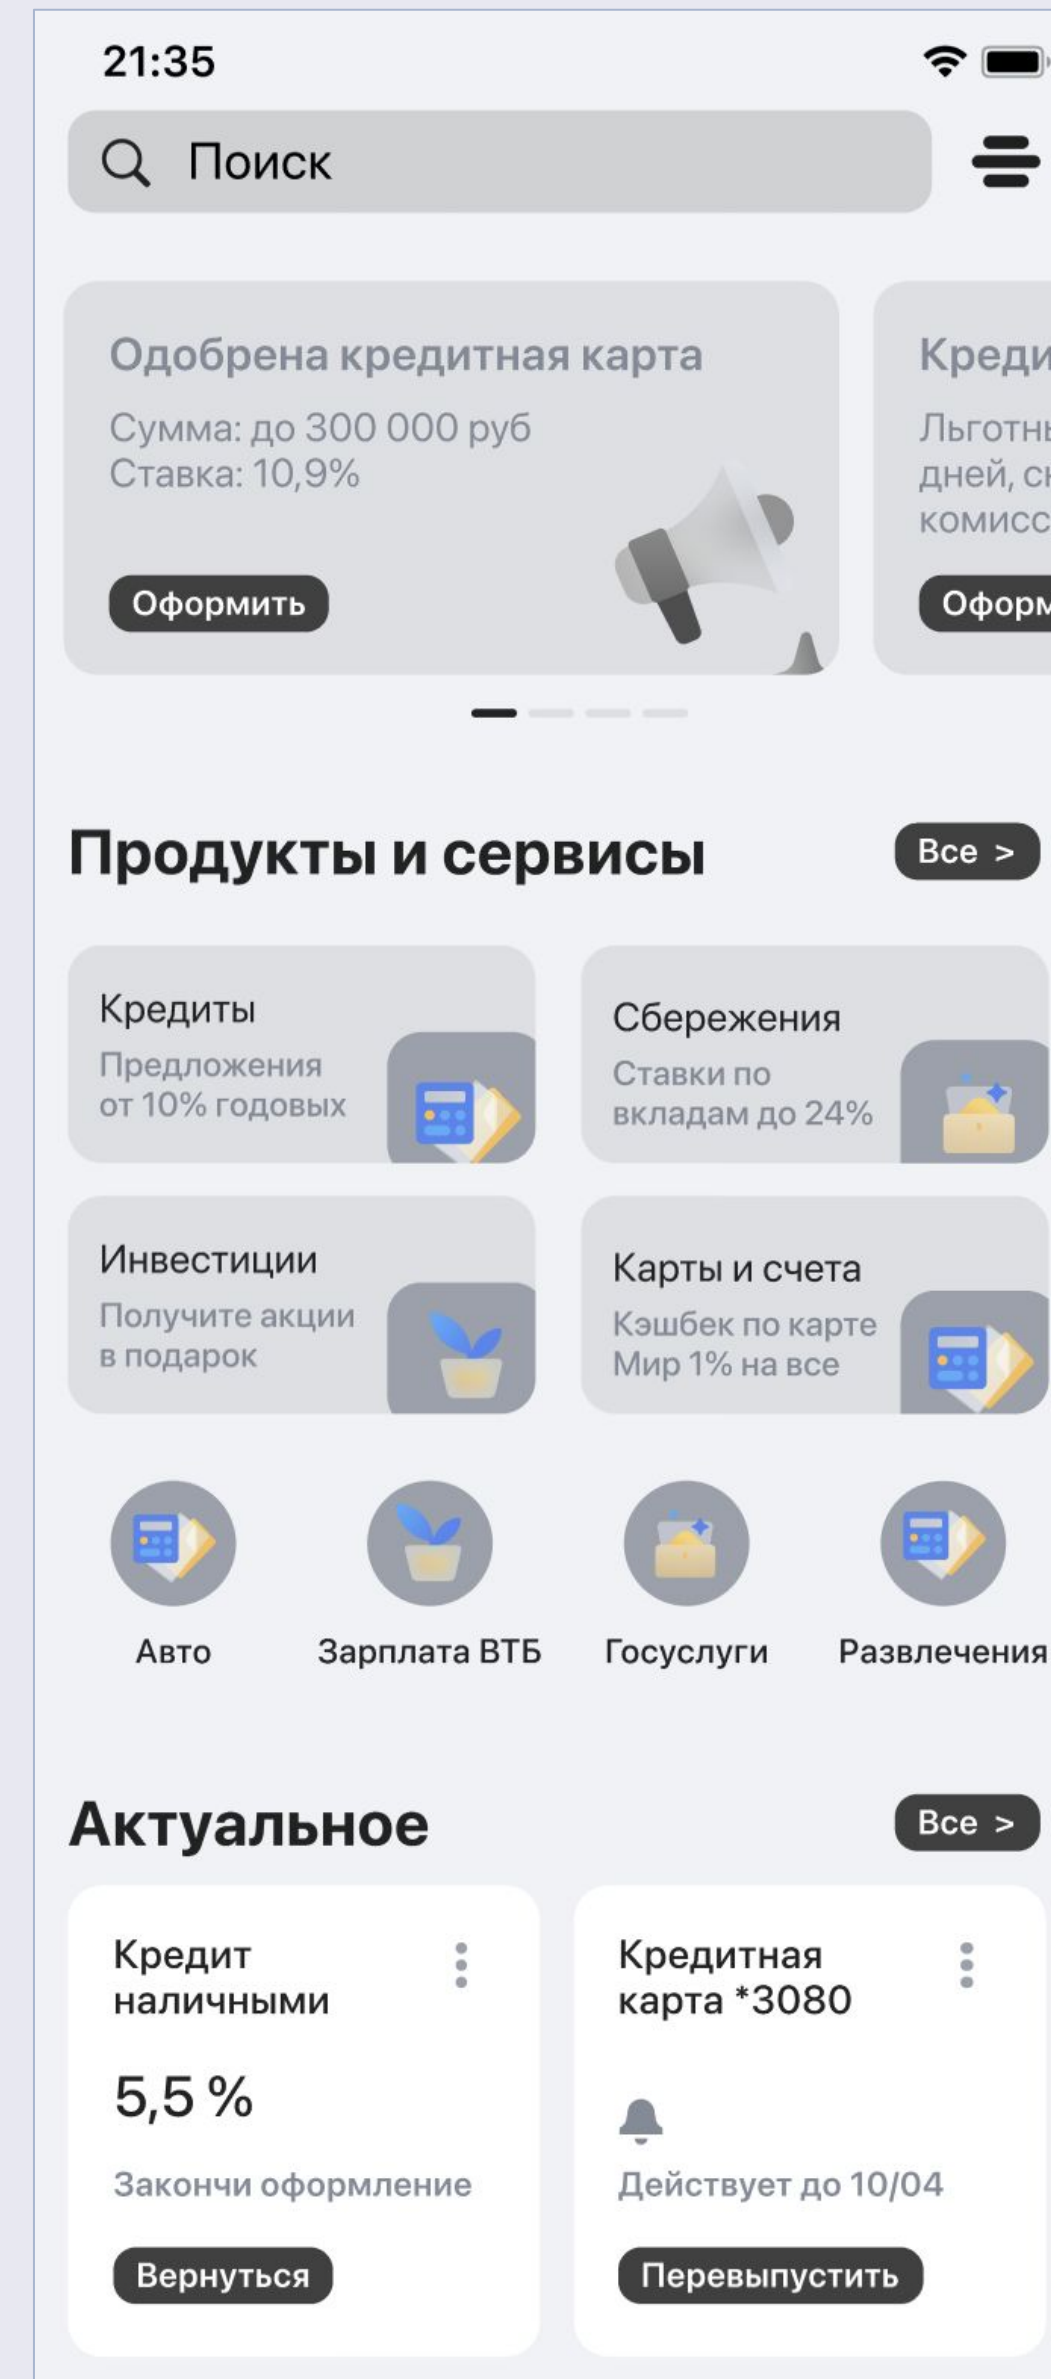 21:35
Поиск
Одобрена кредитная карта
Сумма: до 300 000 руб
Ставка: 10,9%
Оформить
Продукты и сервисы
Все >
Кредиты
Предложения
от 10% годовых
Сбережения
Ставки по
вкладам до 24%
Инвестиции
Получите акции
в подарок
Карты и счета
Кэшбек по карте
Мир 1% на все
Авто
Зарплата ВТБ
Госуслуги
Развлечения
Актуальное
Все >
Кредит
наличными
5,5 %
Закончи оформление
Вернуться
Кредитная
карта *3080
Действует до 10/04
Перевыпустить